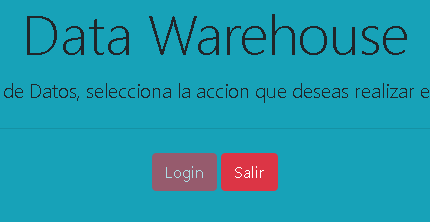 Data Warehouse
de Datos, selecciona la accion que deseas realizar e
Login
Salir